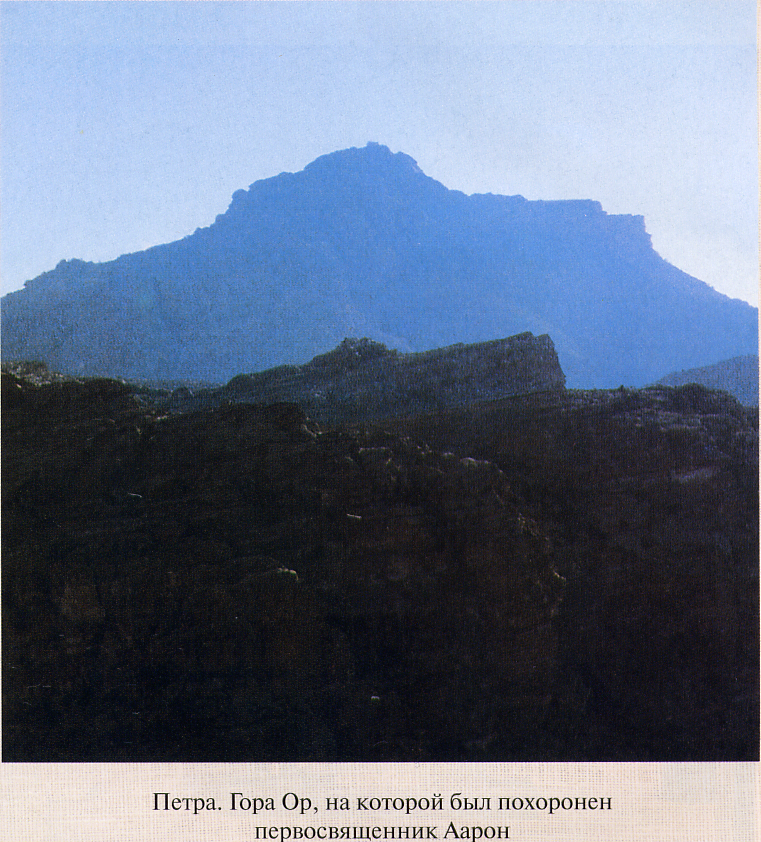 Петра. Гора Ор, на которой был похоронен
первосвященник Аарон